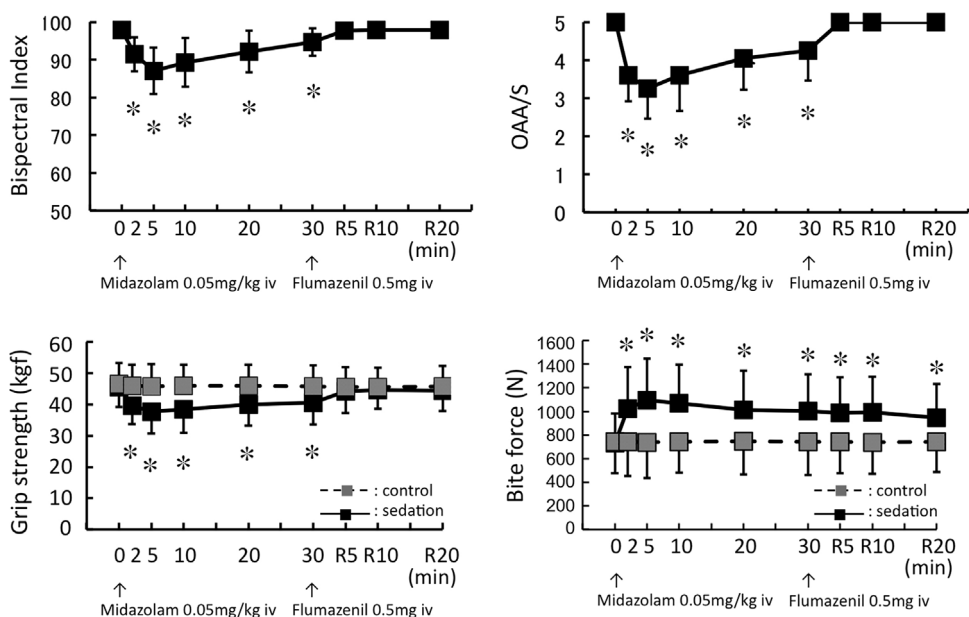 Bispectral Index
100
90
80
70
60
50
* * * * *
0 2 5 10 20 30 R5 R10 R20
(min)
↑ ↑
Midazolam 0.05mg/kg iv Flumazenil 0.5mg iv
OAA/S
5
4
3
2
1
0
* * * * *
0 2 5 10 20 30 R5 R10 R20
(min)
↑ ↑
Midazolam 0.05mg/kg iv Flumazenil 0.5mg iv
Grip strength (kgf)
60
50
40
30
20
10
0
* * * * *
: control
: sedation
0 2 5 10 20 30 R5 R10 R20
(min)
↑ ↑
Midazolam 0.05mg/kg iv Flumazenil 0.5mg iv
Bite force (N)
1600
1400
1200
1000
800
600
400
200
0
* * * * * * * *
: control
: sedation
0 2 5 10 20 30 R5 R10 R20
(min)
↑ ↑
Midazolam 0.05mg/kg iv Flumazenil 0.5mg iv